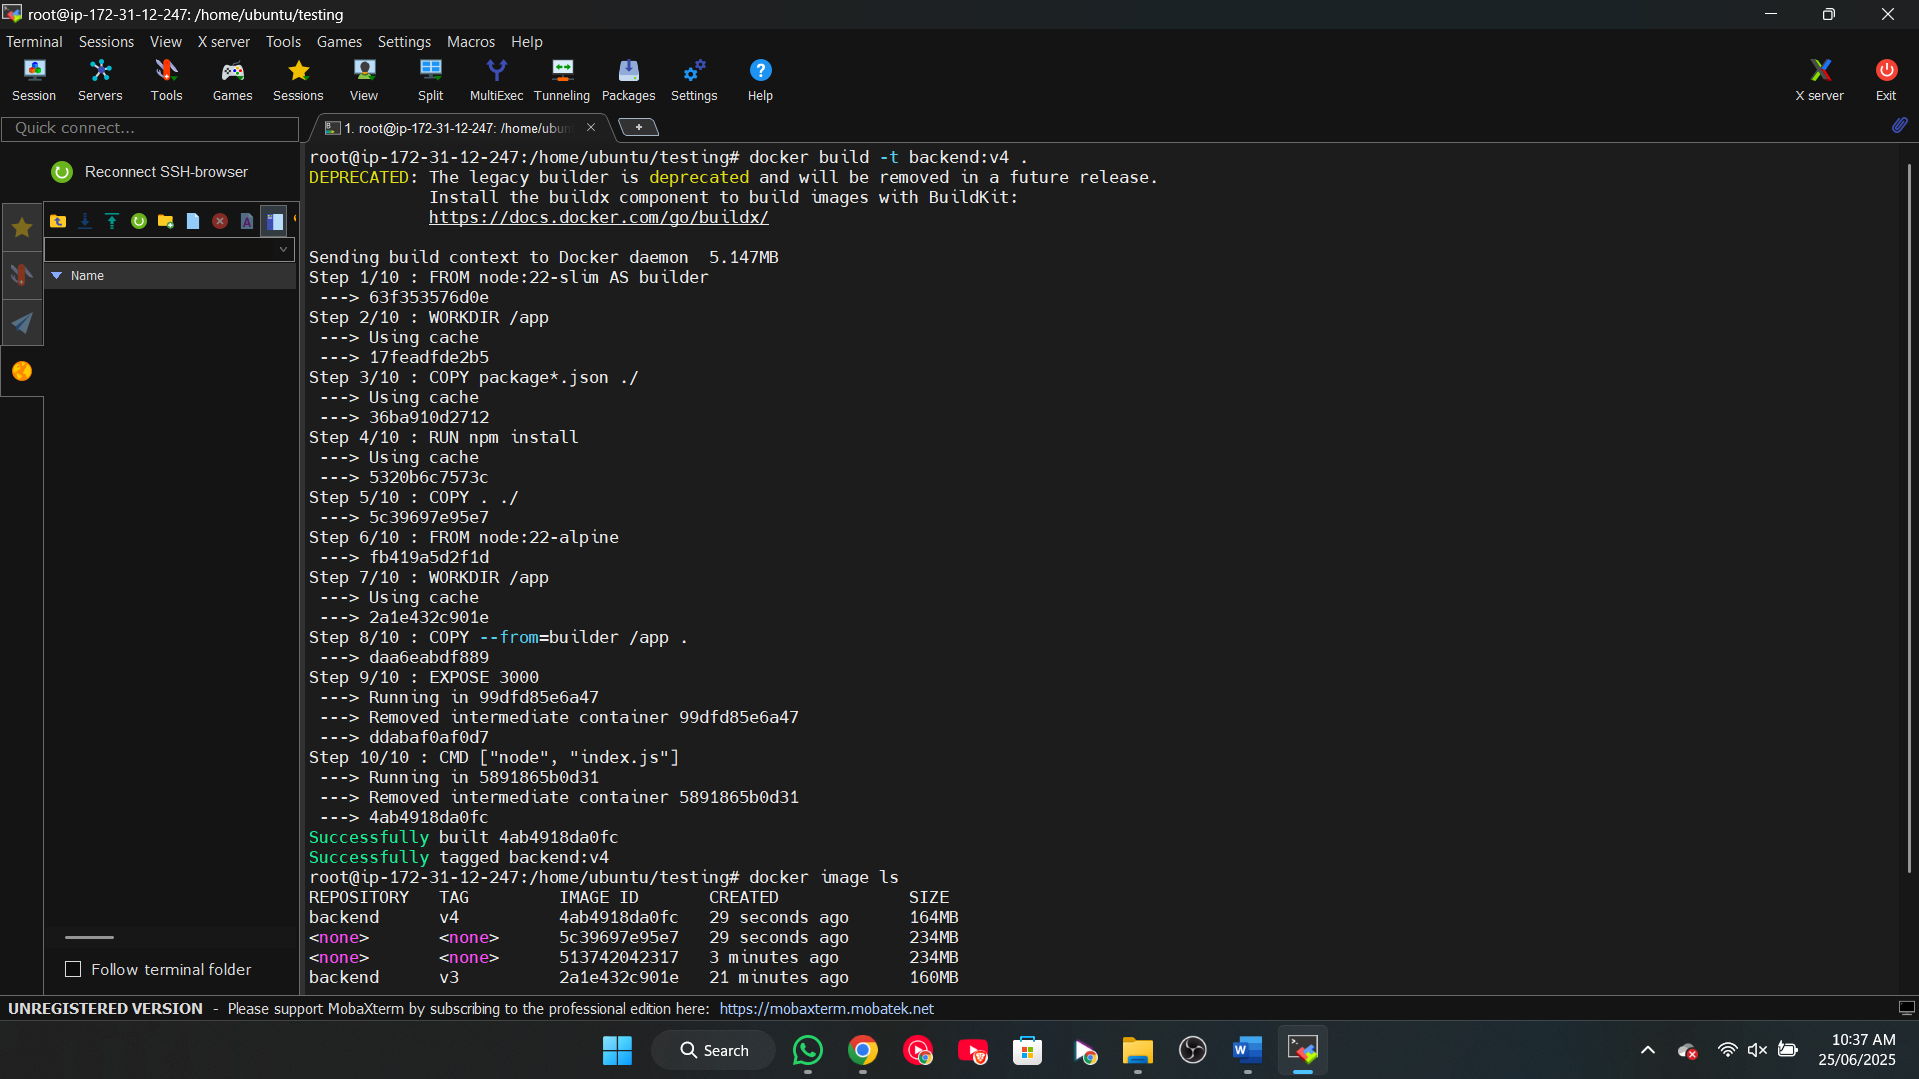 root@ip-172-31-12-247: /home/ubuntu/testing
Terminal Sessions View X server Tools Games Settings Macros Help
Session Servers Tools Games Sessions View Split MultiExec Tunneling Packages Settings Help X server Exit
Quick connect...
1. root@ip-172-31-12-247: /home/ubun
Reconnect SSH-browser
Name
root@ip-172-31-12-247:/home/ubuntu/testing# docker build -t backend:v4 .
DEPRECATED: The legacy builder is deprecated and will be removed in a future release.
Install the buildx component to build images with BuildKit:
https://docs.docker.com/go/buildx/
Sending build context to Docker daemon  5.147MB
Step 1/10 : FROM node:22-slim AS builder
---> 63f353576d0e
Step 2/10 : WORKDIR /app
---> Using cache
---> 17feadfde2b5
Step 3/10 : COPY package*.json ./
---> Using cache
---> 36ba910d2712
Step 4/10 : RUN npm install
---> Using cache
---> 5320b6c7573c
Step 5/10 : COPY . ./
---> 5c39697e95e7
Step 6/10 : FROM node:22-alpine
---> fb419a5d2f1d
Step 7/10 : WORKDIR /app
---> Using cache
---> 2a1e432c901e
Step 8/10 : COPY --from=builder /app .
---> daa6eabdf889
Step 9/10 : EXPOSE 3000
---> Running in 99dfd85e6a47
---> Removed intermediate container 99dfd85e6a47
---> ddabaf0af0d7
Step 10/10 : CMD ["node", "index.js"]
---> Running in 5891865b0d31
---> Removed intermediate container 5891865b0d31
---> 4ab4918da0fc
Successfully built 4ab4918da0fc
Successfully tagged backend:v4
root@ip-172-31-12-247:/home/ubuntu/testing# docker image ls
REPOSITORY TAG IMAGE ID CREATED SIZE
backend v4 4ab4918da0fc 29 seconds ago 164MB
<none> <none> 5c39697e95e7 29 seconds ago 234MB
<none> <none> 513742042317 3 minutes ago 234MB
backend v3 2a1e432c901e 21 minutes ago 160MB
Follow terminal folder
UNREGISTERED VERSION - Please support MobaXterm by subscribing to the professional edition here: https://mobaxterm.mobatek.net
Search
10:37 AM
25/06/2025